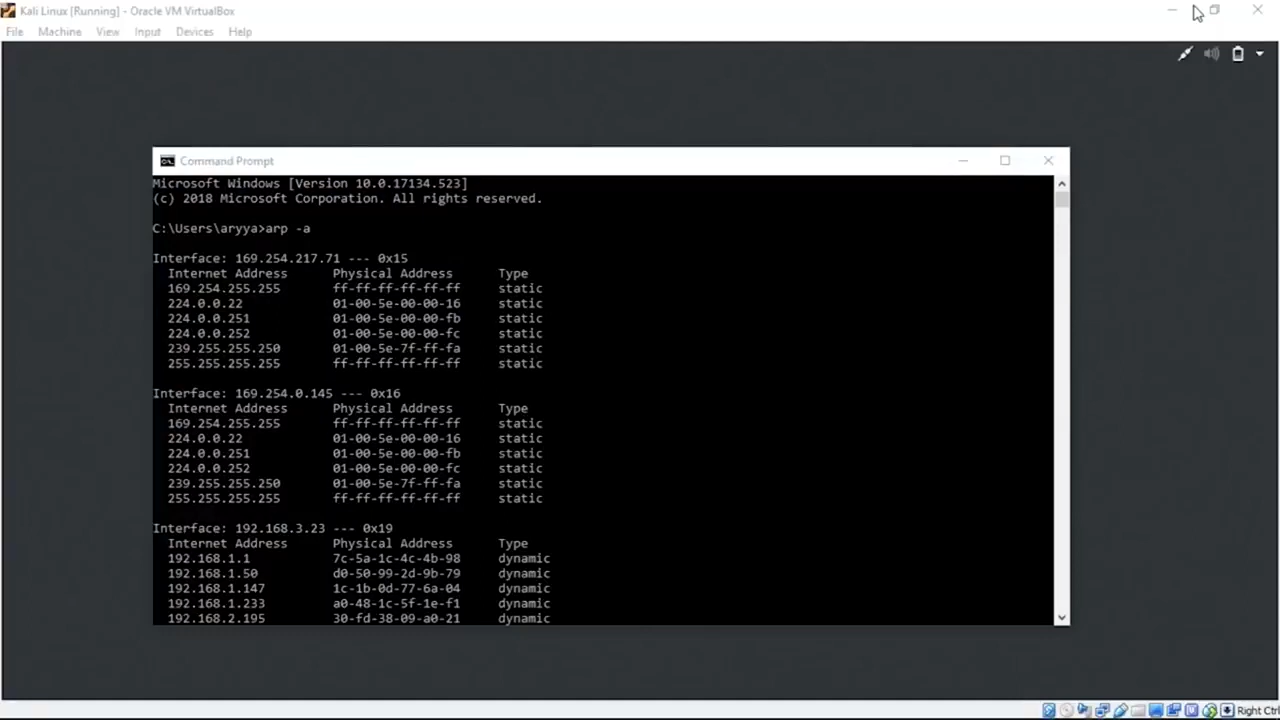 Kali Linux [Running] - Oracle VM VirtualBox
File Machine View Input Devices Help
Command Prompt
Microsoft Windows [Version 10.0.17134.523]
(c) 2018 Microsoft Corporation. All rights reserved.
C:\Users\aryya>arp -a
Interface: 169.254.217.71 --- 0x15
Internet Address Physical Address Type
169.254.255.255 ff-ff-ff-ff-ff-ff static
224.0.0.22 01-00-5e-00-00-16 static
224.0.0.251 01-00-5e-00-00-fb static
224.0.0.252 01-00-5e-00-00-fc static
239.255.255.250 01-00-5e-7f-ff-fa static
255.255.255.255 ff-ff-ff-ff-ff-ff static
Interface: 169.254.0.145 --- 0x16
Internet Address Physical Address Type
169.254.255.255 ff-ff-ff-ff-ff-ff static
224.0.0.22 01-00-5e-00-00-16 static
224.0.0.251 01-00-5e-00-00-fb static
224.0.0.252 01-00-5e-00-00-fc static
239.255.255.250 01-00-5e-7f-ff-fa static
255.255.255.255 ff-ff-ff-ff-ff-ff static
Interface: 192.168.3.23 --- 0x19
Internet Address Physical Address Type
192.168.1.1 7c-5a-1c-4c-4b-98 dynamic
192.168.1.50 d0-50-99-2d-9b-79 dynamic
192.168.1.147 1c-1b-0d-77-6a-04 dynamic
192.168.1.233 a0-48-1c-5f-1e-f1 dynamic
192.168.2.195 30-fd-38-09-a0-21 dynamic
Right Ctrl